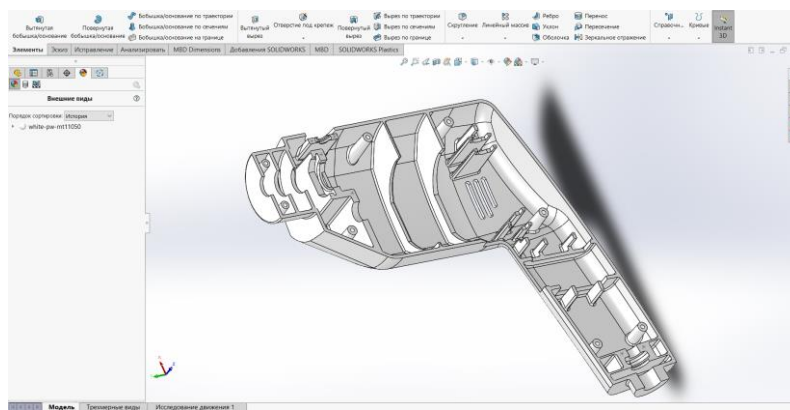 Вытянутая бобышка/основание
Повернутая бобышка/основание
Бобышка/основание по траектории
Бобышка/основание по сечениям
Бобышка/основание на границе
Вытянутый вырез
Отверстие под крепеж
Повернутый вырез
Вырез по траектории
Вырез по сечениям
Вырез по границе
Скругление
Линейный массив
Ребро
Уклон
Оболочка
Перенос
Пересечение
Зеркальное отражение
Справочн...
Кривые
Instant 3D
Элементы Эскиз Исправление Анализировать MBD Dimensions Добавления SOLIDWORKS MBD SOLIDWORKS Plastics
Внешние виды
Порядок сортировки: История
white-pw-mt11050
Модель Трехмерные виды Исследование движения 1